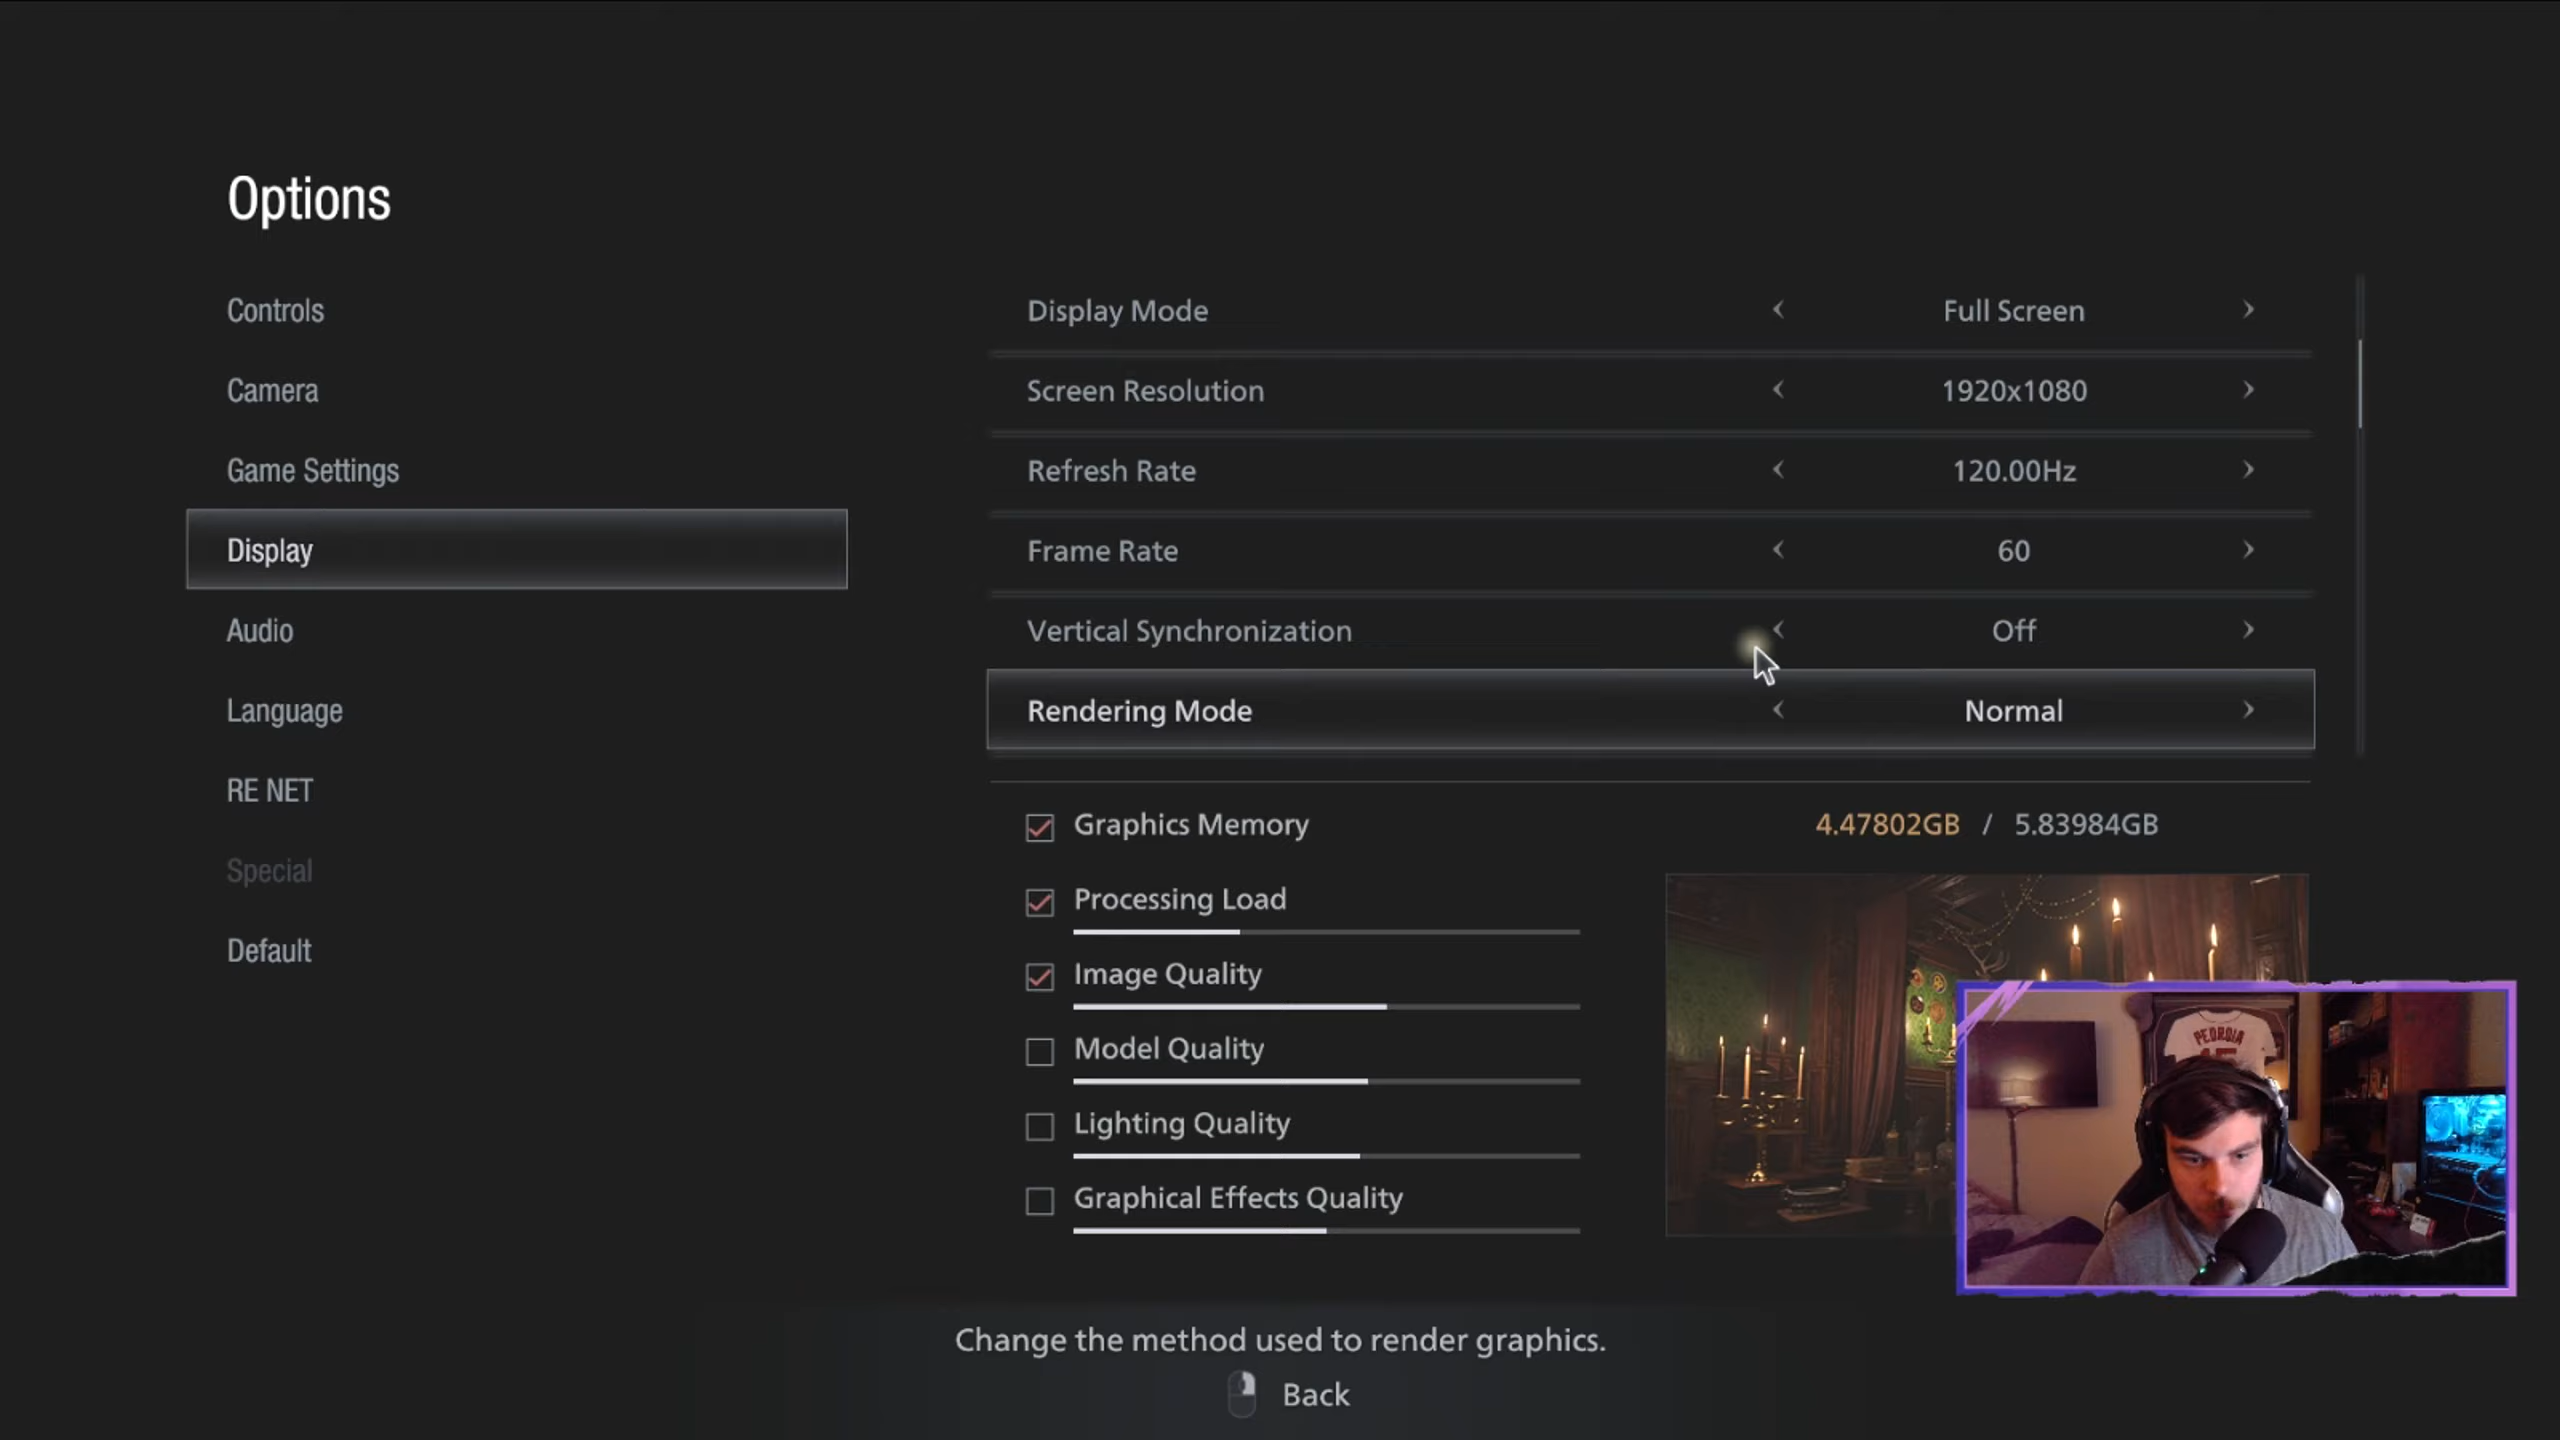 Options
Controls
Camera
Game Settings
Display
Audio
Language
RE NET
Special
Default
Display Mode < Full Screen >
Screen Resolution < 1920x1080 >
Refresh Rate < 120.00Hz >
Frame Rate < 60 >
Vertical Synchronization < Off >
Rendering Mode < Normal >
Graphics Memory 4.47802GB / 5.83984GB
Processing Load
Image Quality
Model Quality
Lighting Quality
Graphical Effects Quality
PEORIA
Change the method used to render graphics.
Back